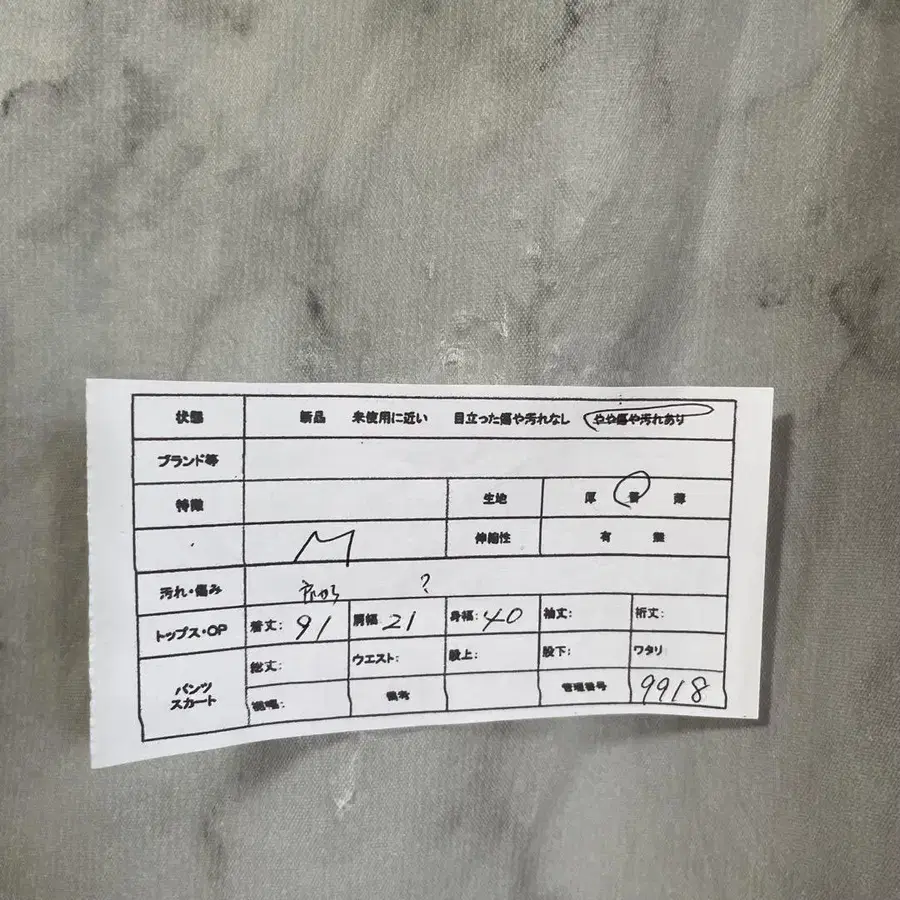 状態 新品 未使用に近い 目立った傷や汚れなし やや傷や汚れあり
ブランド等
特徴 生地 厚 普 薄
M 伸縮性 有 無
汚れ・傷み ?
トップス・OP 着丈: 91 肩幅 21 身幅: 40 袖丈: 裄丈:
パンツ スカート 総丈: ウエスト: 股上: 股下: ワタリ
裾幅: 備考 管理番号 9918